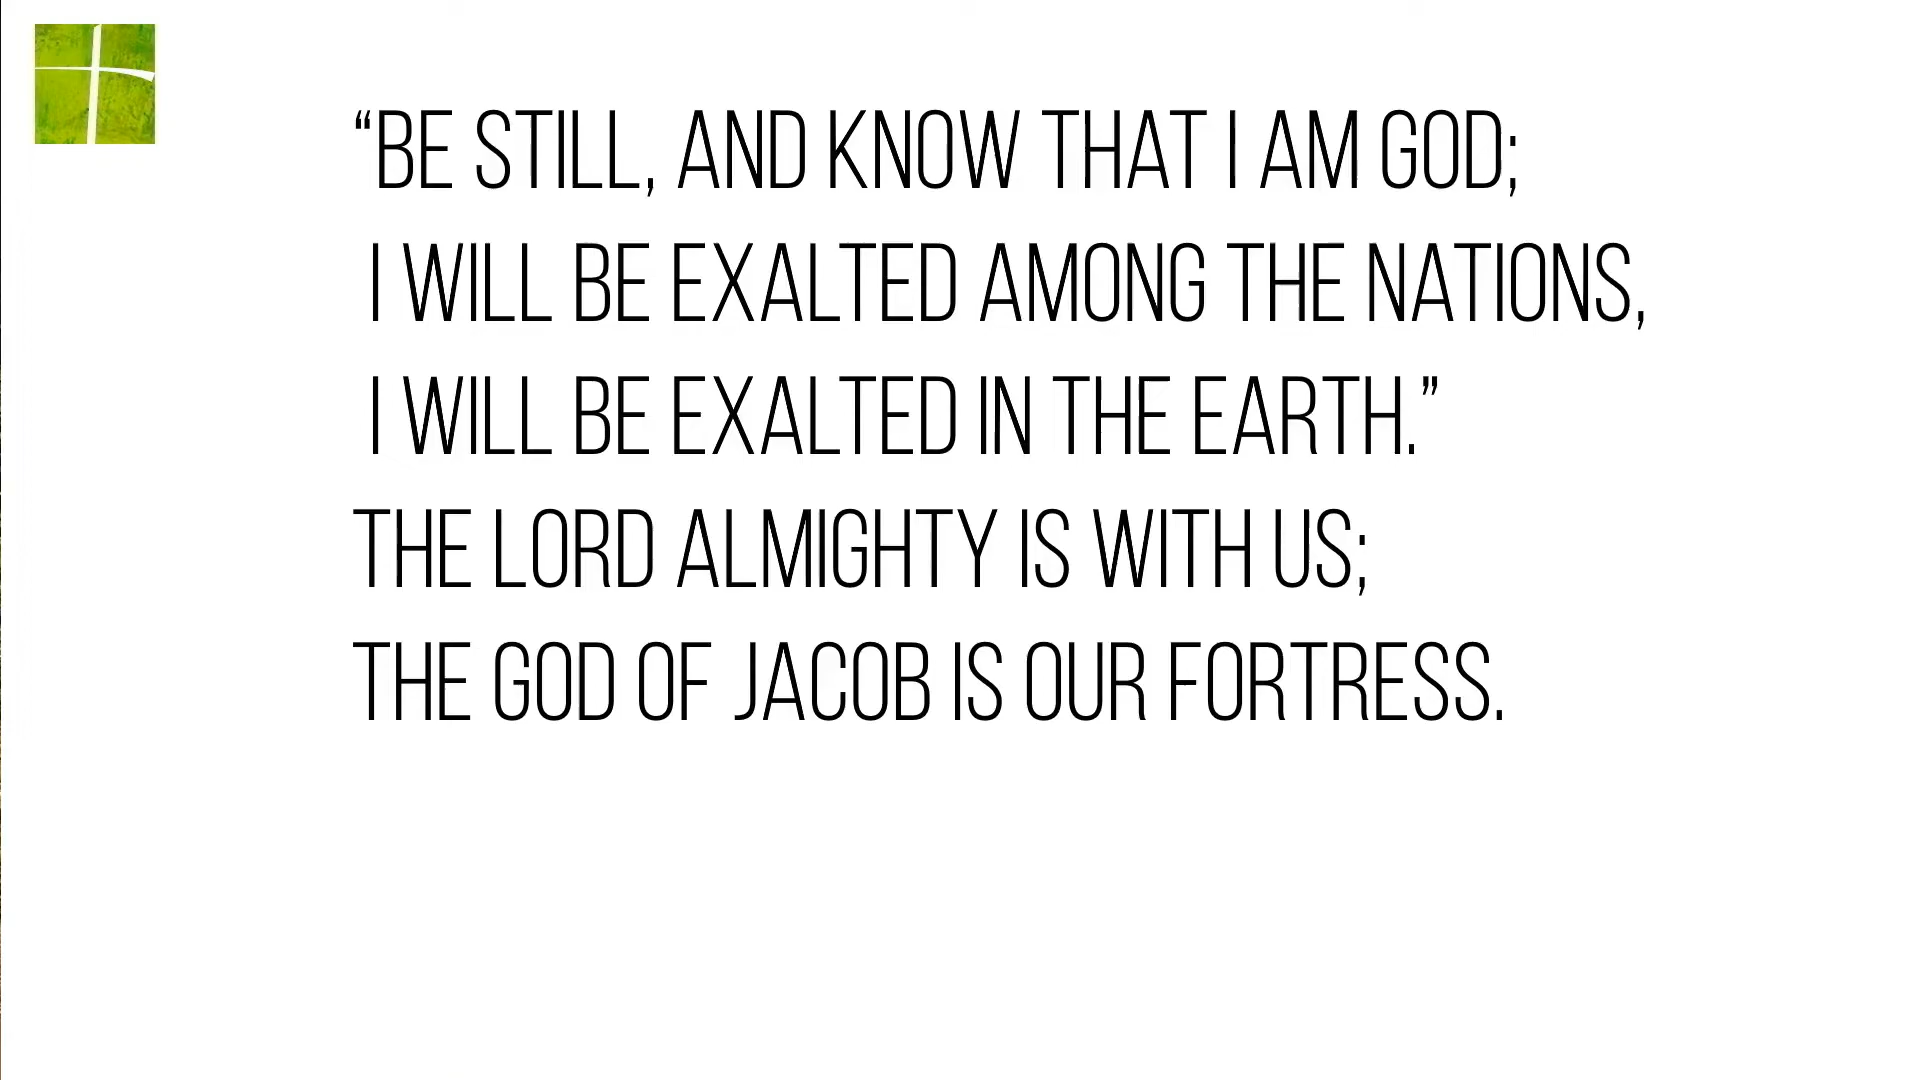 “BE STILL, AND KNOW THAT I AM GOD;
I WILL BE EXALTED AMONG THE NATIONS,
I WILL BE EXALTED IN THE EARTH.”
THE LORD ALMIGHTY IS WITH US;
THE GOD OF JACOB IS OUR FORTRESS.